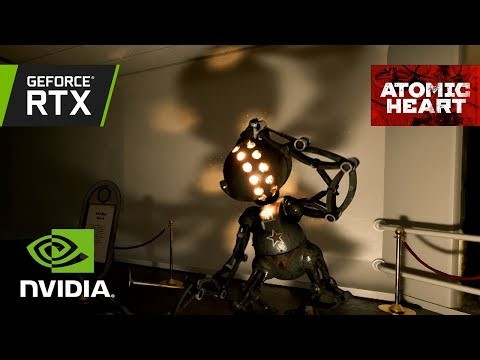 GEFORCE®
RTX
ATOMIC
HEART
NVIDIA.